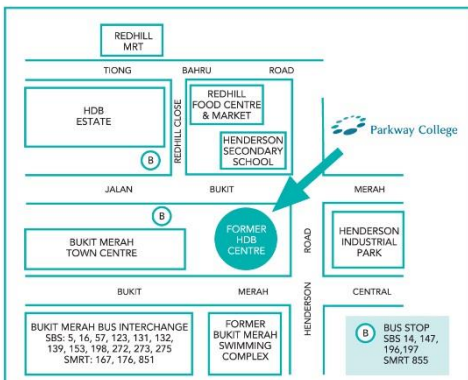 REDHILL
MRT
TIONG BAHRU ROAD
HDB
ESTATE
REDHILL CLOSE
REDHILL
FOOD CENTRE
& MARKET
HENDERSON
SECONDARY
SCHOOL
Parkway College
B
JALAN BUKIT MERAH
B
BUKIT MERAH
TOWN CENTRE
FORMER
HDB
CENTRE
HENDERSON ROAD
HENDERSON
INDUSTRIAL
PARK
BUKIT MERAH CENTRAL
BUKIT MERAH BUS INTERCHANGE
SBS: 5, 16, 57, 123, 131, 132,
139, 153, 198, 272, 273, 275
SMRT: 167, 176, 851
FORMER
BUKIT MERAH
SWIMMING
COMPLEX
B BUS STOP
SBS 14, 147,
196,197
SMRT 855